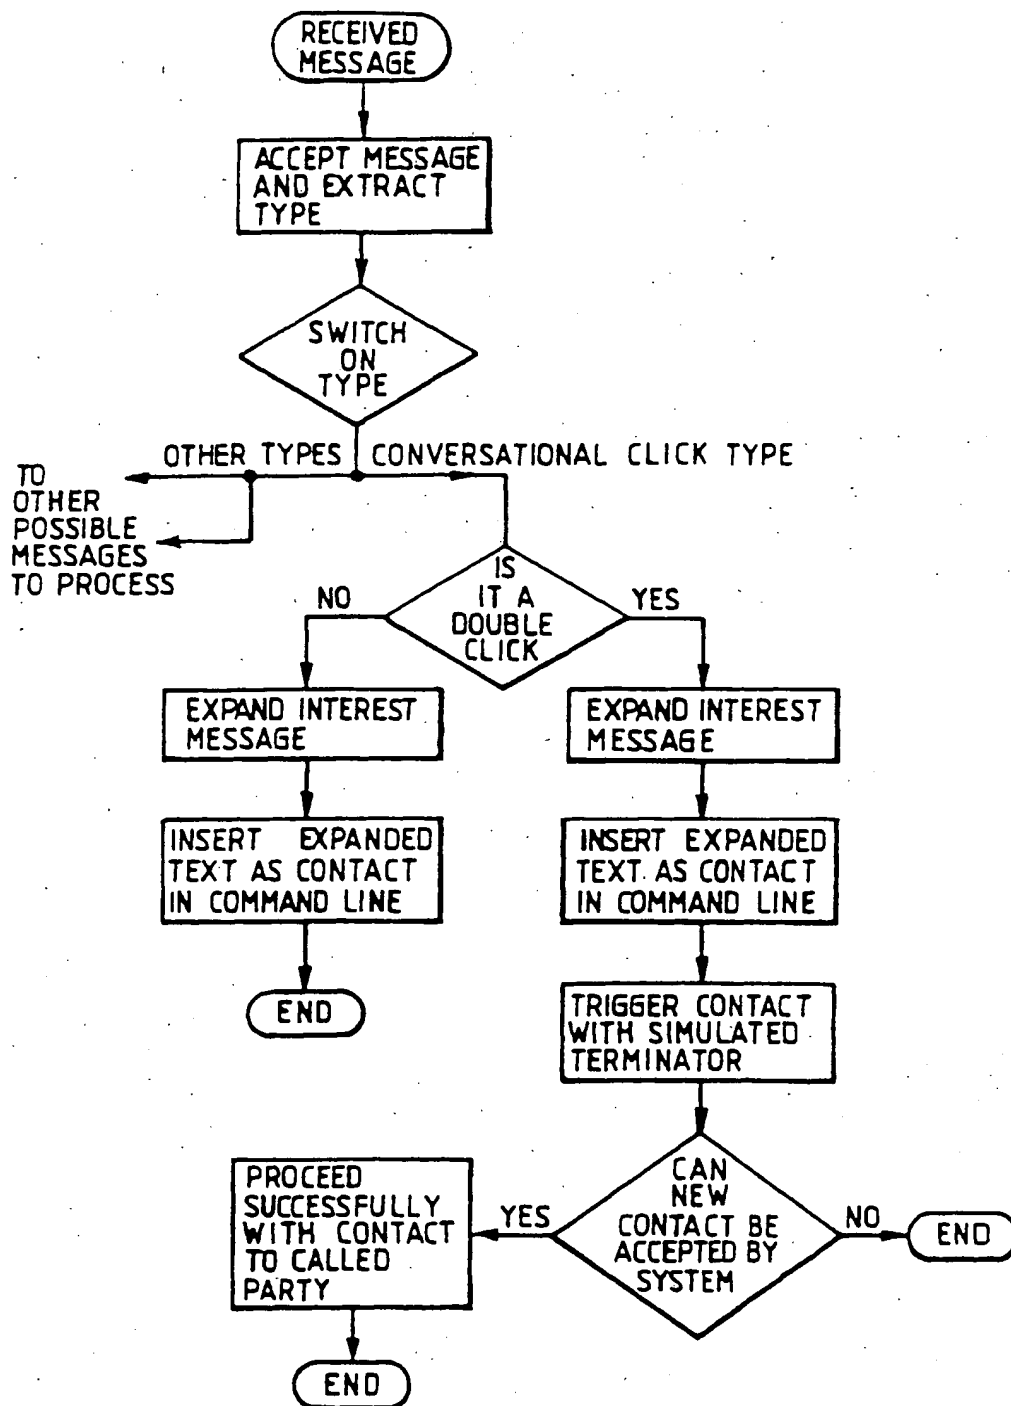 RECEIVED
MESSAGE
ACCEPT MESSAGE
AND EXTRACT
TYPE
SWITCH
ON
TYPE
OTHER TYPES
CONVERSATIONAL CLICK TYPE
TO
OTHER
POSSIBLE
MESSAGES
TO PROCESS
IS
IT A
DOUBLE
CLICK
NO
YES
EXPAND INTEREST
MESSAGE
EXPAND INTEREST
MESSAGE
INSERT EXPANDED
TEXT AS CONTACT
IN COMMAND LINE
INSERT EXPANDED
TEXT AS CONTACT
IN COMMAND LINE
END
TRIGGER CONTACT
WITH SIMULATED
TERMINATOR
CAN
NEW
CONTACT BE
ACCEPTED BY
SYSTEM
YES
NO
END
PROCEED
SUCCESSFULLY
WITH CONTACT
TO CALLED
PARTY
END